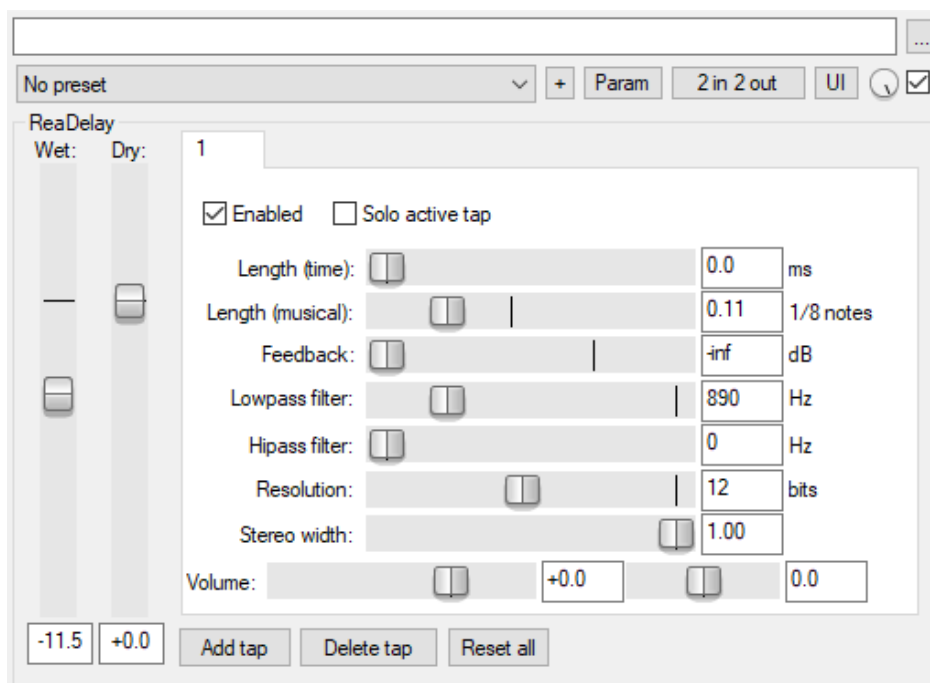 ...
No preset + Param 2 in 2 out UI
ReaDelay
Wet: Dry: 1
Enabled Solo active tap
Length (time): 0.0 ms
Length (musical): 0.11 1/8 notes
Feedback: -inf dB
Lowpass filter: 890 Hz
Hipass filter: 0 Hz
Resolution: 12 bits
Stereo width: 1.00
Volume: +0.0 0.0
-11.5 +0.0 Add tap Delete tap Reset all